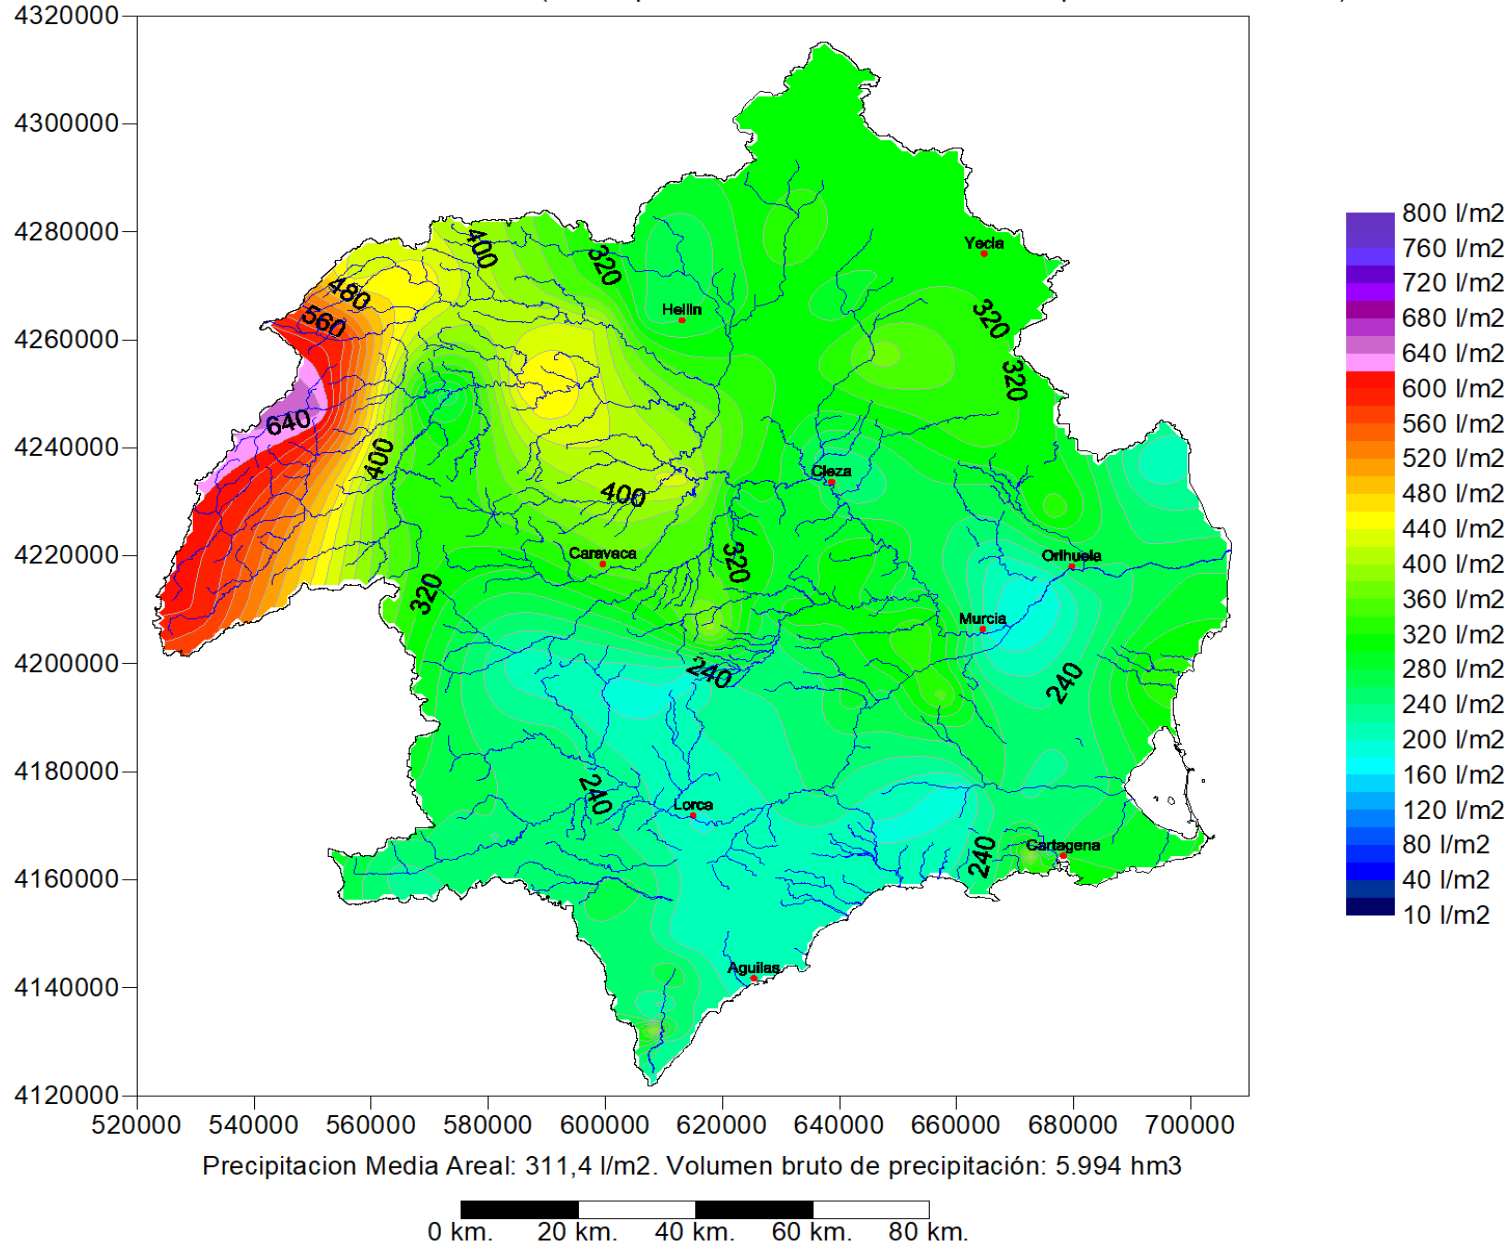 4320000
4300000
4280000
4260000
4240000
4220000
4200000
4180000
4160000
4140000
4120000
520000 540000 560000 580000 600000 620000 640000 660000 680000 700000
400
320
480
560
640
400
400
320
320
320
320
240
240
240
240
Yecla
Hellin
Cieza
Caravaca
Orihuela
Murcia
Lorca
Cartagena
Aguilas
800 l/m2
760 l/m2
720 l/m2
680 l/m2
640 l/m2
600 l/m2
560 l/m2
520 l/m2
480 l/m2
440 l/m2
400 l/m2
360 l/m2
320 l/m2
280 l/m2
240 l/m2
200 l/m2
160 l/m2
120 l/m2
80 l/m2
40 l/m2
10 l/m2
Precipitacion Media Areal: 311,4 l/m2. Volumen bruto de precipitación: 5.994 hm3
0 km. 20 km. 40 km. 60 km. 80 km.